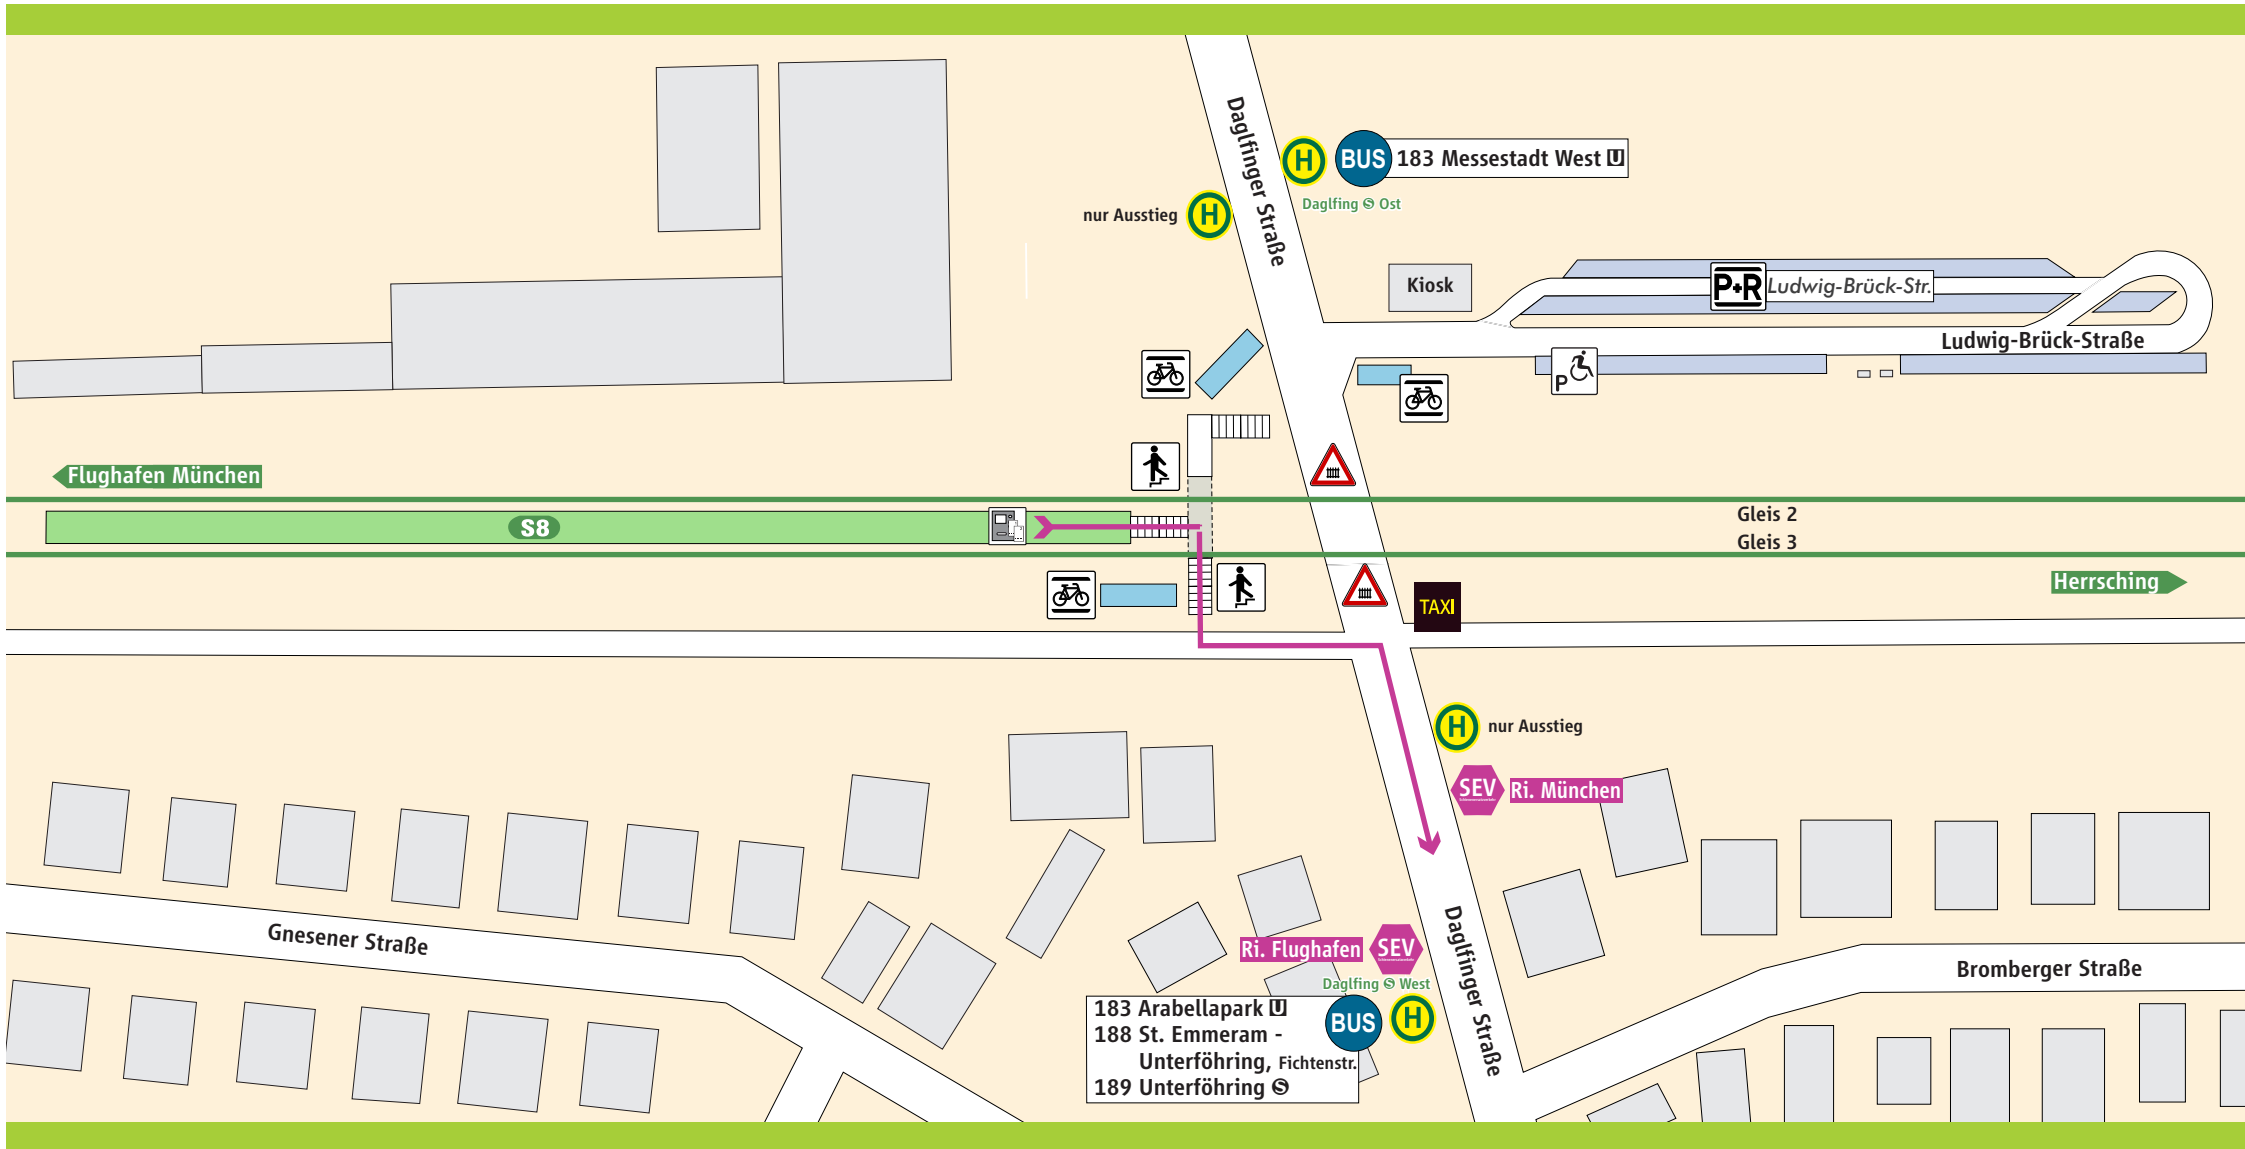 Daglfinger Straße
H
BUS
183 Messestadt West U
Daglfing S Ost
nur Ausstieg
H
Kiosk
P+R
Ludwig-Brück-Str.
Ludwig-Brück-Straße
P
Flughafen München
S8
Gleis 2
Gleis 3
Herrsching
TAXI
H
nur Ausstieg
SEV
Ri. München
Gnesener Straße
Ri. Flughafen
SEV
Daglfinger Straße
Bromberger Straße
Daglfing S West
183 Arabellapark U
188 St. Emmeram -
Unterföhring, Fichtenstr.
189 Unterföhring S
BUS
H